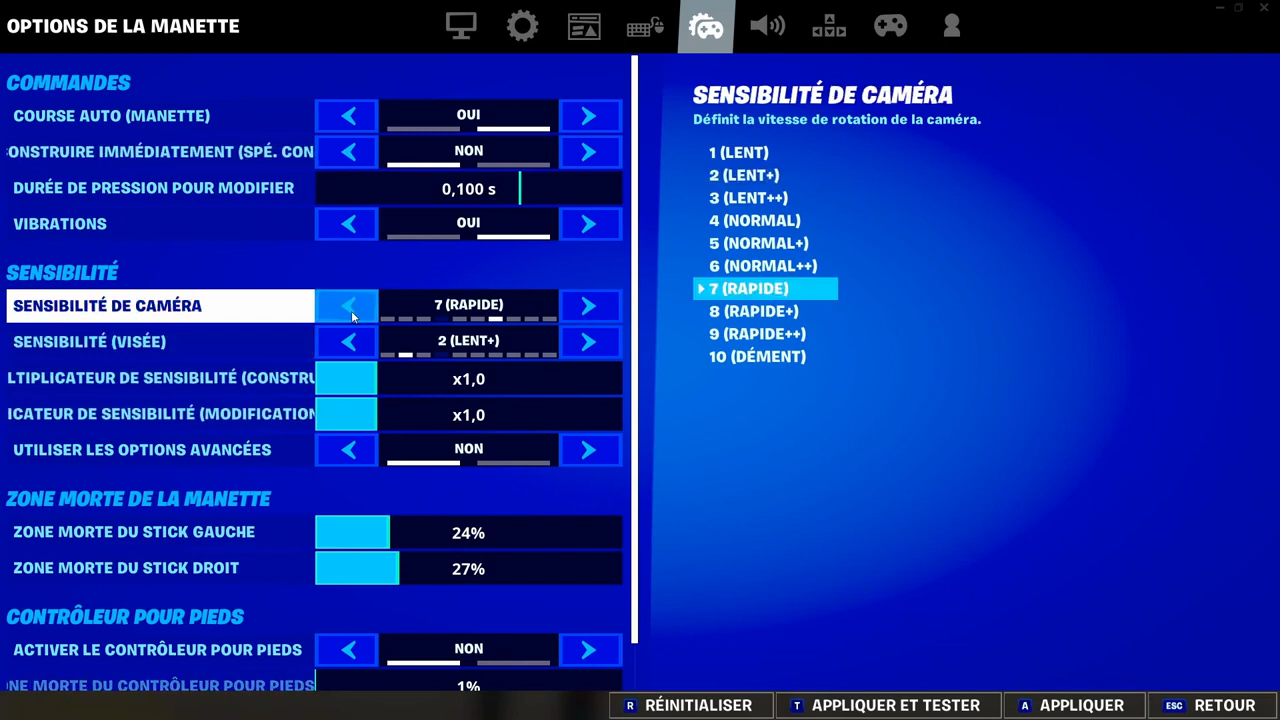 OPTIONS DE LA MANETTE
COMMANDES
COURSE AUTO (MANETTE)
OUI
ONSTRUIRE IMMÉDIATEMENT (SPÉ. CON
NON
DURÉE DE PRESSION POUR MODIFIER
0,100 s
VIBRATIONS
OUI
SENSIBILITÉ
SENSIBILITÉ DE CAMÉRA
7 (RAPIDE)
SENSIBILITÉ (VISÉE)
2 (LENT+)
LTIPLICATEUR DE SENSIBILITÉ (CONSTRU
x1,0
ICATEUR DE SENSIBILITÉ (MODIFICATION
x1,0
UTILISER LES OPTIONS AVANCÉES
NON
ZONE MORTE DE LA MANETTE
ZONE MORTE DU STICK GAUCHE
24%
ZONE MORTE DU STICK DROIT
27%
CONTRÔLEUR POUR PIEDS
ACTIVER LE CONTRÔLEUR POUR PIEDS
NON
NE MORTE DU CONTRÔLEUR POUR PIEDS
1%
SENSIBILITÉ DE CAMÉRA
Définit la vitesse de rotation de la caméra.
1 (LENT)
2 (LENT+)
3 (LENT++)
4 (NORMAL)
5 (NORMAL+)
6 (NORMAL++)
7 (RAPIDE)
8 (RAPIDE+)
9 (RAPIDE++)
10 (DÉMENT)
R RÉINITIALISER
T APPLIQUER ET TESTER
A APPLIQUER
ESC RETOUR